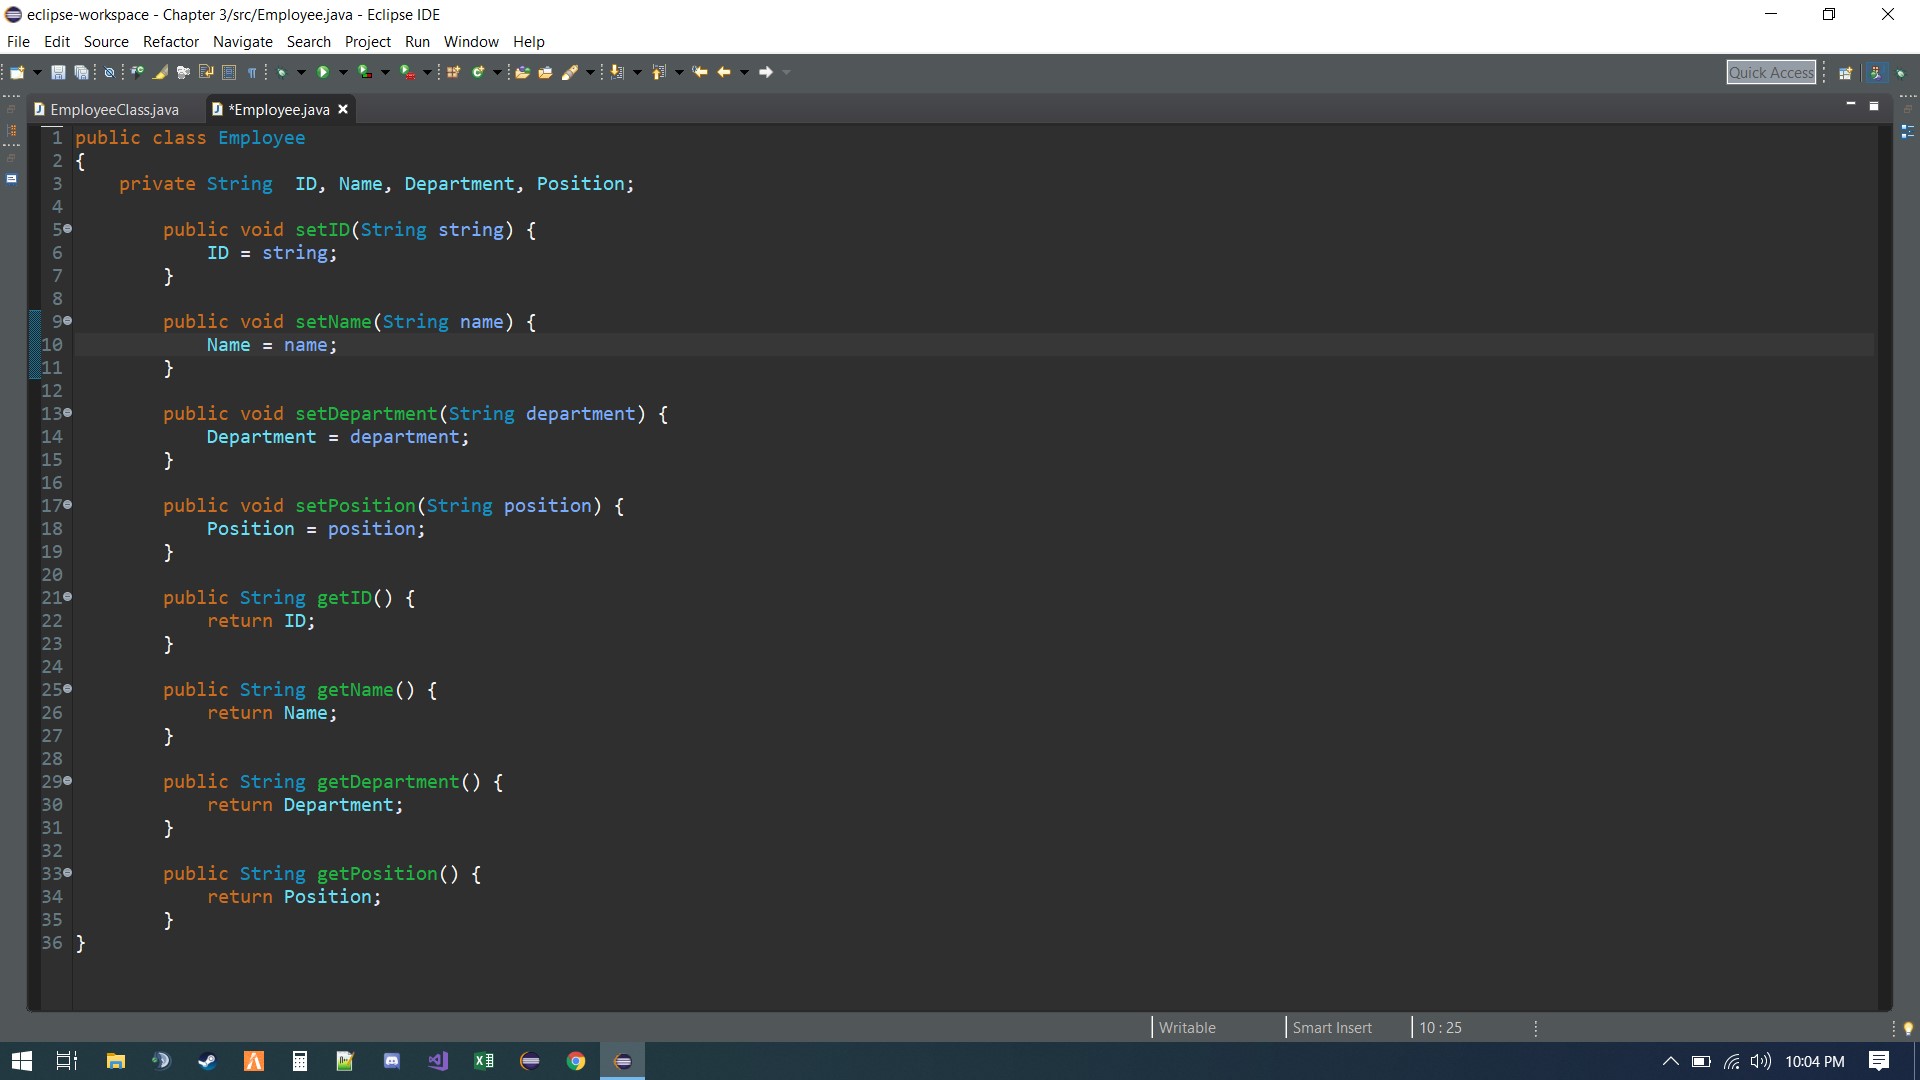 eclipse-workspace - Chapter 3/src/Employee.java - Eclipse IDE
File Edit Source Refactor Navigate Search Project Run Window Help
Quick Access
EmployeeClass.java *Employee.java
1 public class Employee
2 {
3     private String  ID, Name, Department, Position;
4
5         public void setID(String string) {
6             ID = string;
7         }
8
9         public void setName(String name) {
10             Name = name;
11         }
12
13         public void setDepartment(String department) {
14             Department = department;
15         }
16
17         public void setPosition(String position) {
18             Position = position;
19         }
20
21         public String getID() {
22             return ID;
23         }
24
25         public String getName() {
26             return Name;
27         }
28
29         public String getDepartment() {
30             return Department;
31         }
32
33         public String getPosition() {
34             return Position;
35         }
36 }
Writable Smart Insert 10 : 25
10:04 PM